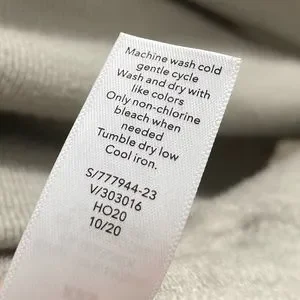 Machine wash cold
gentle cycle
Wash and dry with
like colors
Only non-chlorine
bleach when
needed
Tumble dry low
Cool iron.
S/777944-23
V/303016
HO20
10/20